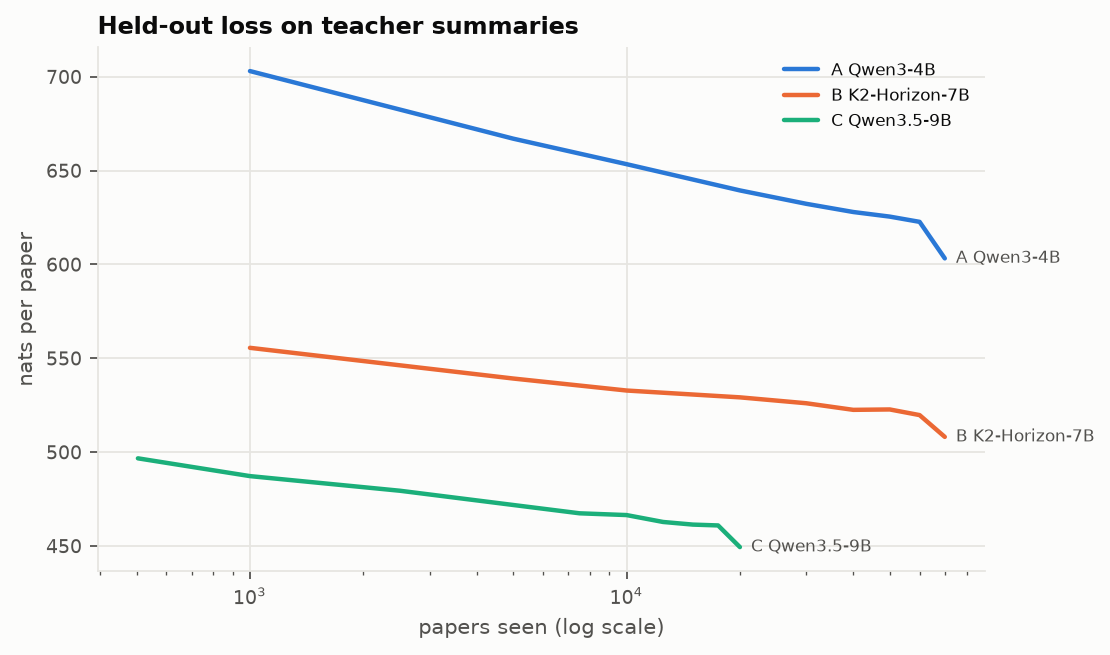 Held-out loss on teacher summaries
A Qwen3-4B
B K2-Horizon-7B
C Qwen3.5-9B
700
650
600
550
500
450
nats per paper
A Qwen3-4B
B K2-Horizon-7B
C Qwen3.5-9B
10³
10⁴
papers seen (log scale)